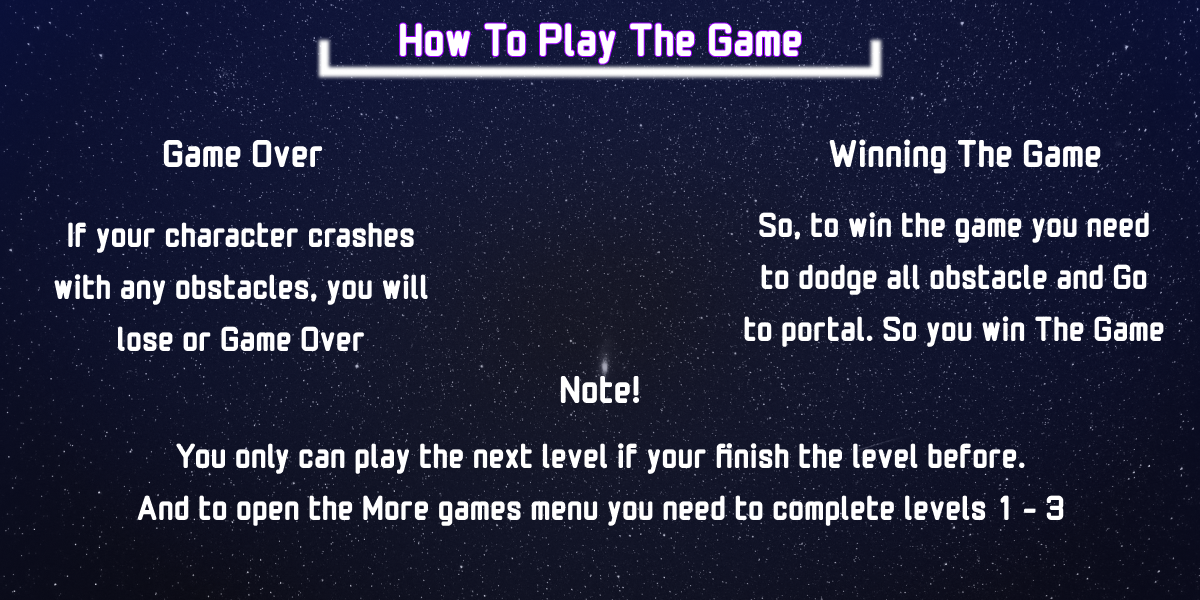 How To Play The Game
Game Over
If your character crashes
with any obstacles, you will
lose or Game Over
Winning The Game
So, to win the game you need
to dodge all obstacle and Go
to portal. So you win The Game
Note!
You only can play the next level if your finish the level before.
And to open the More games menu you need to complete levels 1 - 3